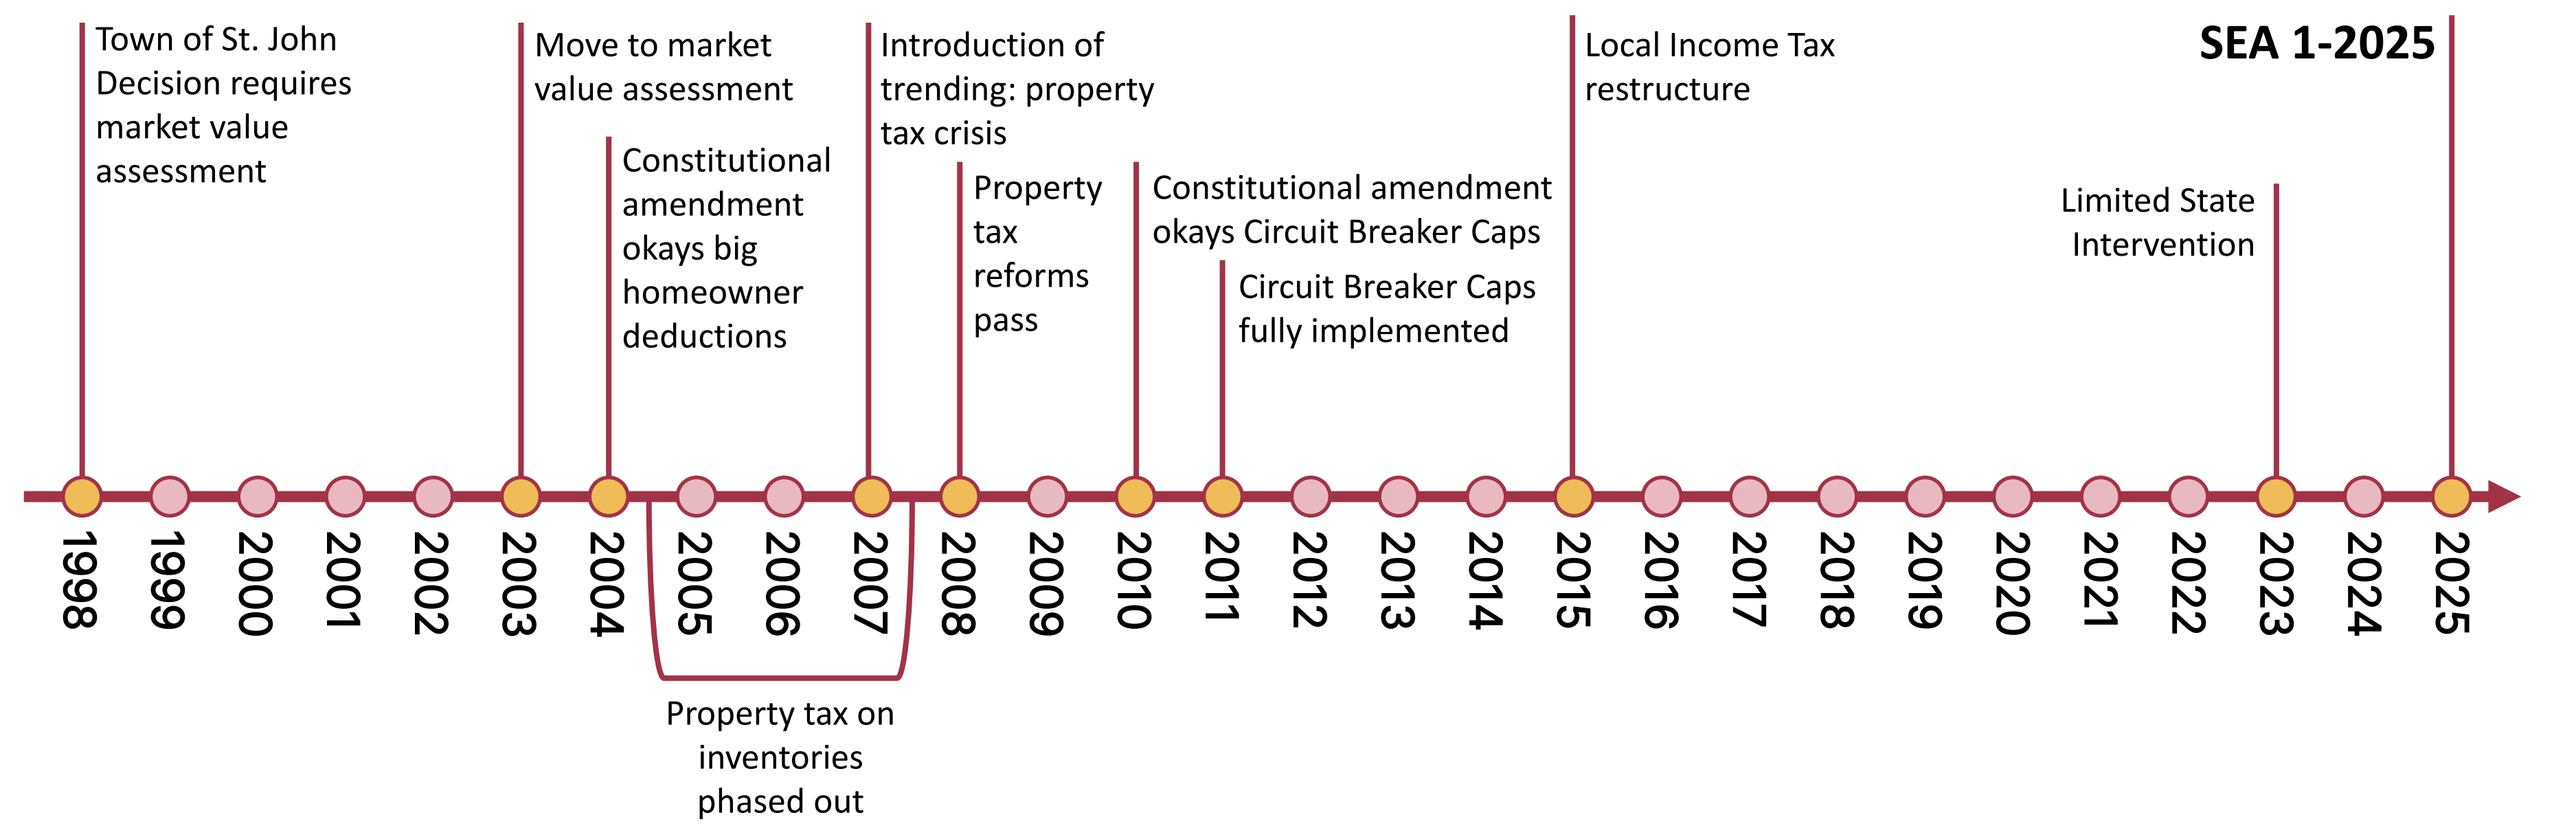 Town of St. John
Decision requires
market value
assessment
Move to market
value assessment
Constitutional
amendment
okays big
homeowner
deductions
Introduction of
trending: property
tax crisis
Property
tax
reforms
pass
Constitutional amendment
okays Circuit Breaker Caps
Circuit Breaker Caps
fully implemented
Local Income Tax
restructure
Limited State
Intervention
SEA 1-2025
1998
1999
2000
2001
2002
2003
2004
2005
2006
2007
2008
2009
2010
2011
2012
2013
2014
2015
2016
2017
2018
2019
2020
2021
2022
2023
2024
2025
Property tax on
inventories
phased out